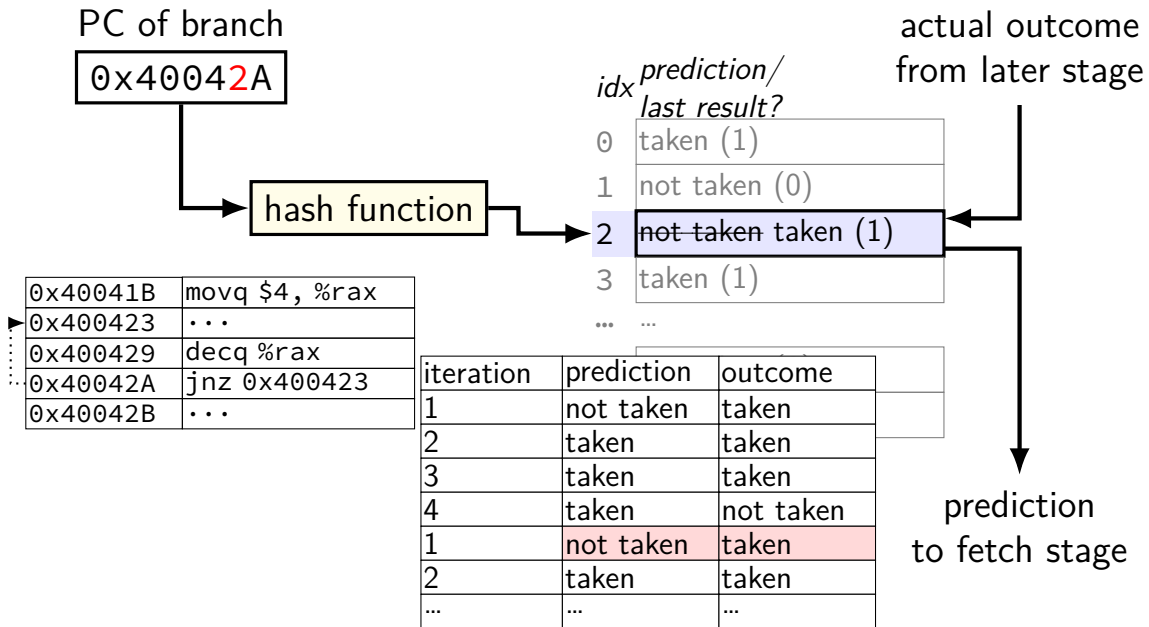 PC of branch
0x40042A
hash function
idx
prediction/
last result?
0 taken (1)
1 not taken (0)
2 not taken taken (1)
3 taken (1)
… …
actual outcome
from later stage
prediction
to fetch stage
0x40041B movq $4, %rax
0x400423 ···
0x400429 decq %rax
0x40042A jnz 0x400423
0x40042B ···
iteration prediction outcome
1 not taken taken
2 taken taken
3 taken taken
4 taken not taken
1 not taken taken
2 taken taken
… … …